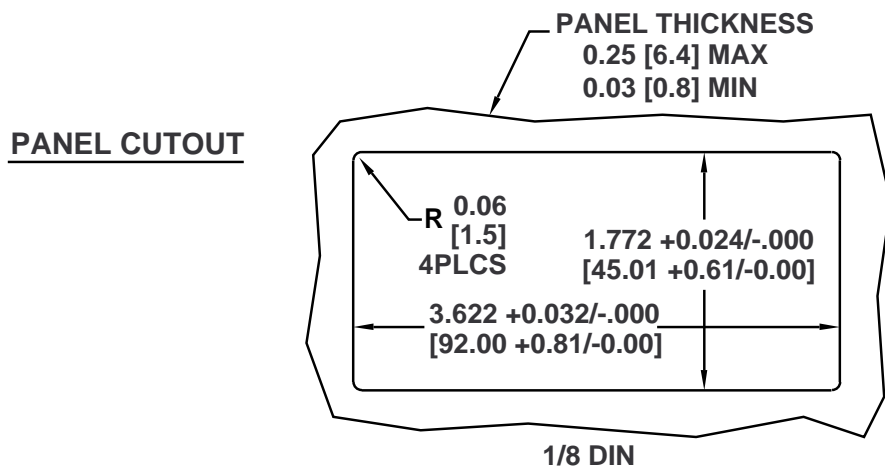 PANEL THICKNESS
0.25 [6.4] MAX
0.03 [0.8] MIN
PANEL CUTOUT
R 0.06
[1.5]
4PLCS
1.772 +0.024/-.000
[45.01 +0.61/-0.00]
3.622 +0.032/-.000
[92.00 +0.81/-0.00]
1/8 DIN